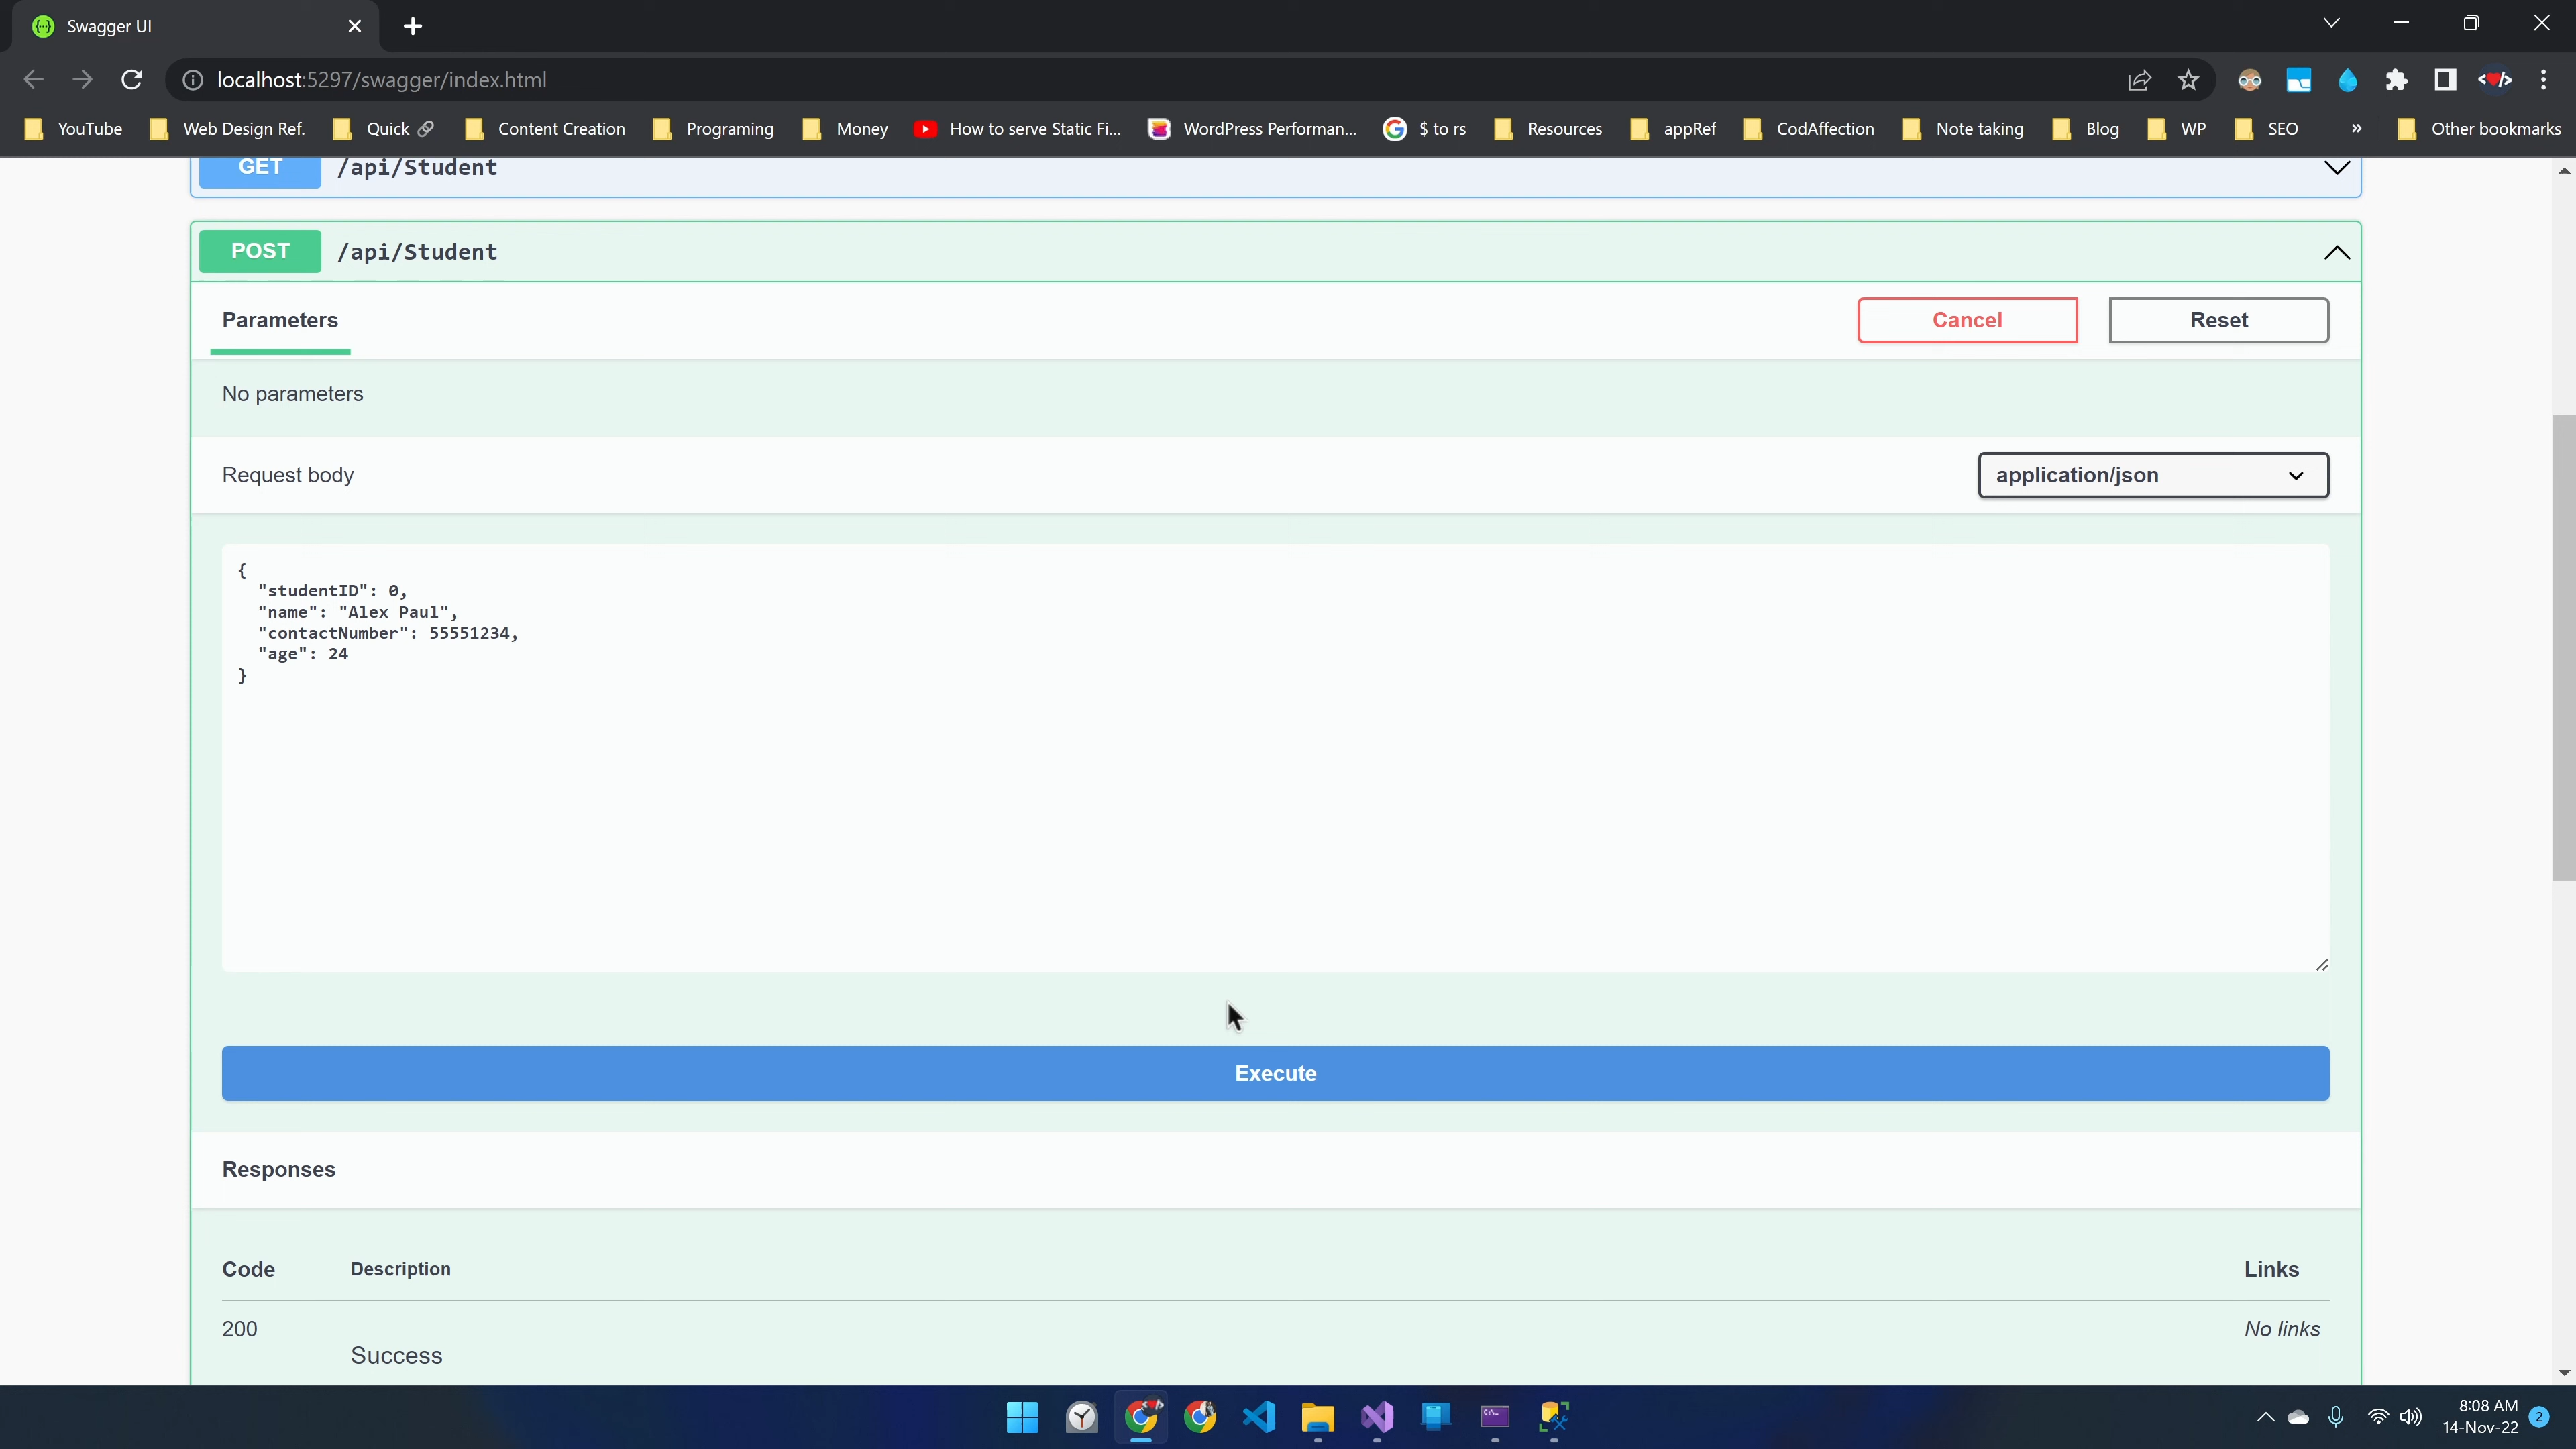 Swagger UI
localhost:5297/swagger/index.html
YouTube Web Design Ref. Quick Content Creation Programing Money How to serve Static Fi... WordPress Performan... $ to rs Resources appRef CodAffection Note taking Blog WP SEO » Other bookmarks
GET /api/Student
POST /api/Student
Parameters Cancel Reset
No parameters
Request body application/json
{
"studentID": 0,
"name": "Alex Paul",
"contactNumber": 55551234,
"age": 24
}
Execute
Responses
Code Description Links
200 No links
Success
8:08 AM
14-Nov-22 2